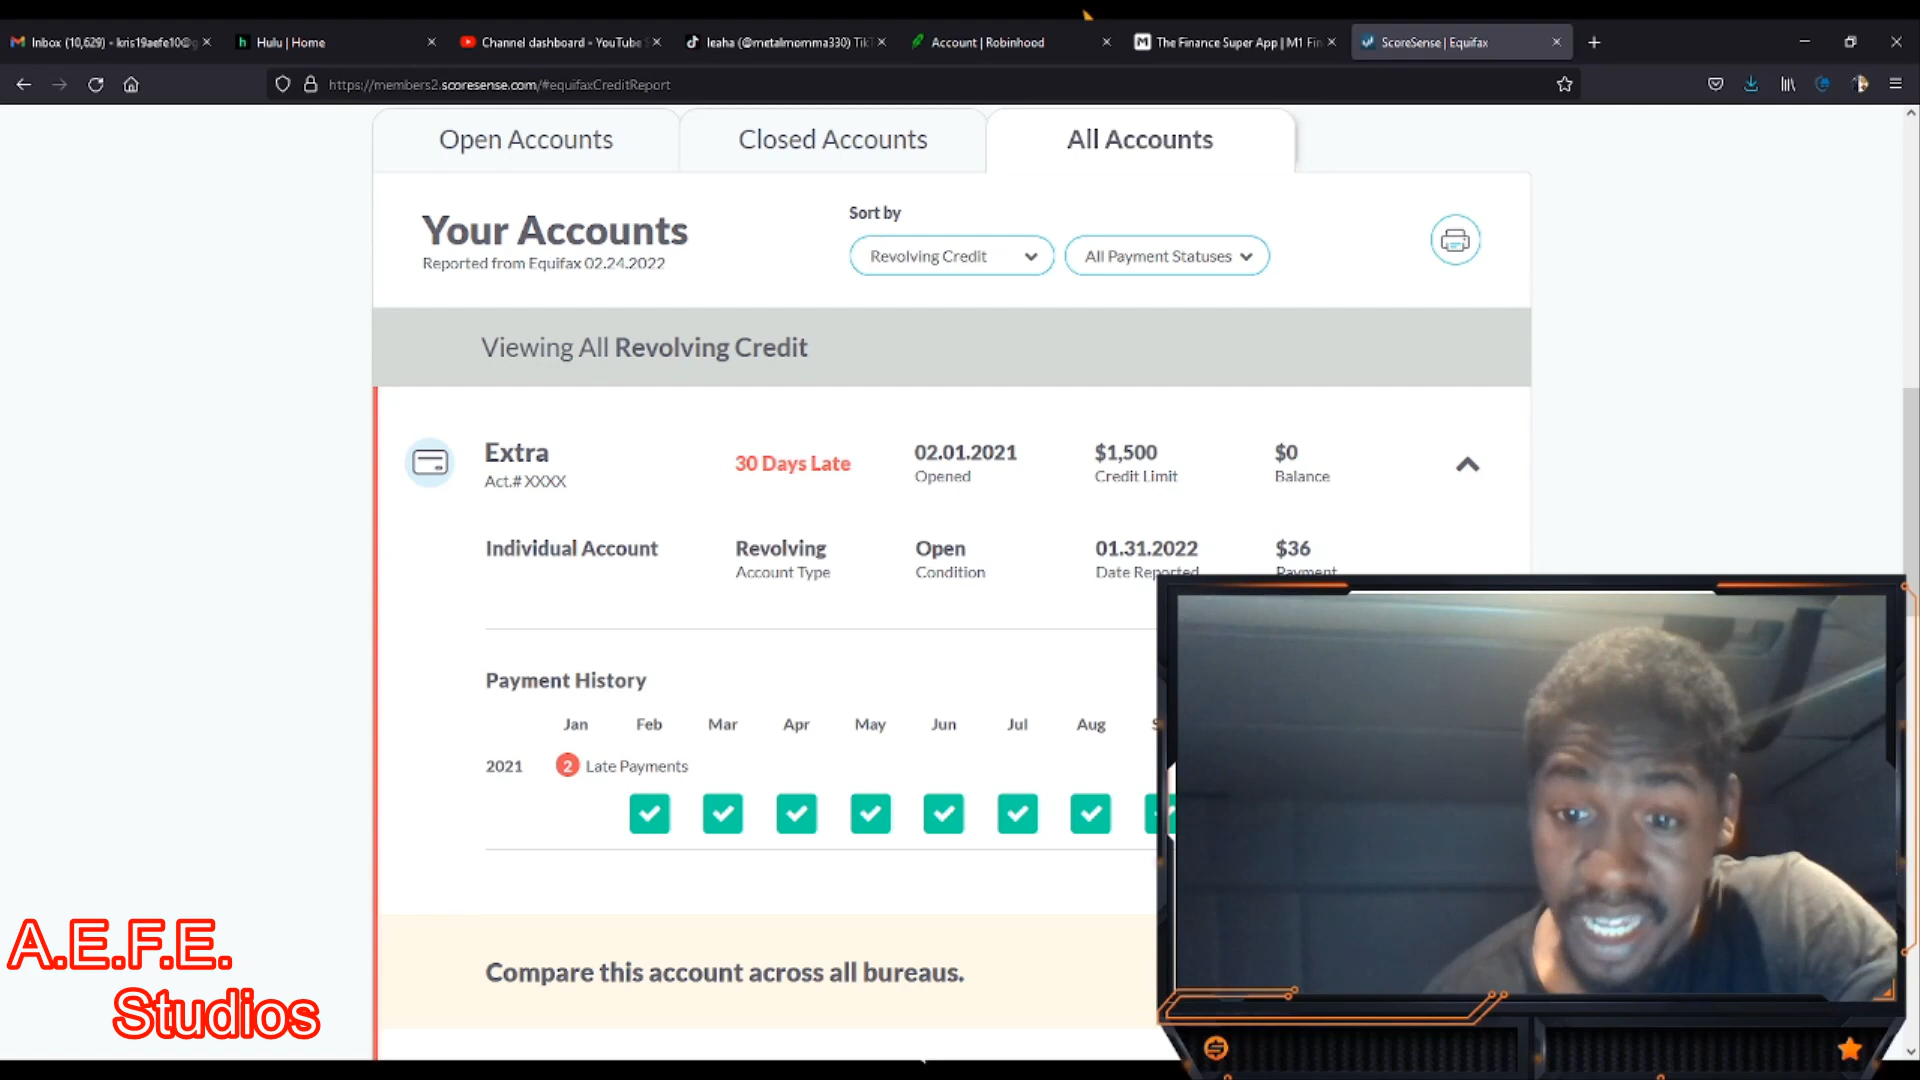 Inbox (10,629) - kris19aefe10@g
Hulu | Home
Channel dashboard - YouTube S
leaha (@metalmomma330) TikT
Account | Robinhood
The Finance Super App | M1 Fin
ScoreSense | Equifax
https://members2.scoresense.com/#equifaxCreditReport
Open Accounts
Closed Accounts
All Accounts
Your Accounts
Reported from Equifax 02.24.2022
Sort by
Revolving Credit
All Payment Statuses
Viewing All Revolving Credit
Extra
Act.# XXXX
30 Days Late
02.01.2021
Opened
$1,500
Credit Limit
$0
Balance
Individual Account
Revolving
Account Type
Open
Condition
01.31.2022
Date Reported
$36
Payment
Payment History
Jan Feb Mar Apr May Jun Jul Aug S
2021
2 Late Payments
Compare this account across all bureaus.
A.E.F.E.
Studios